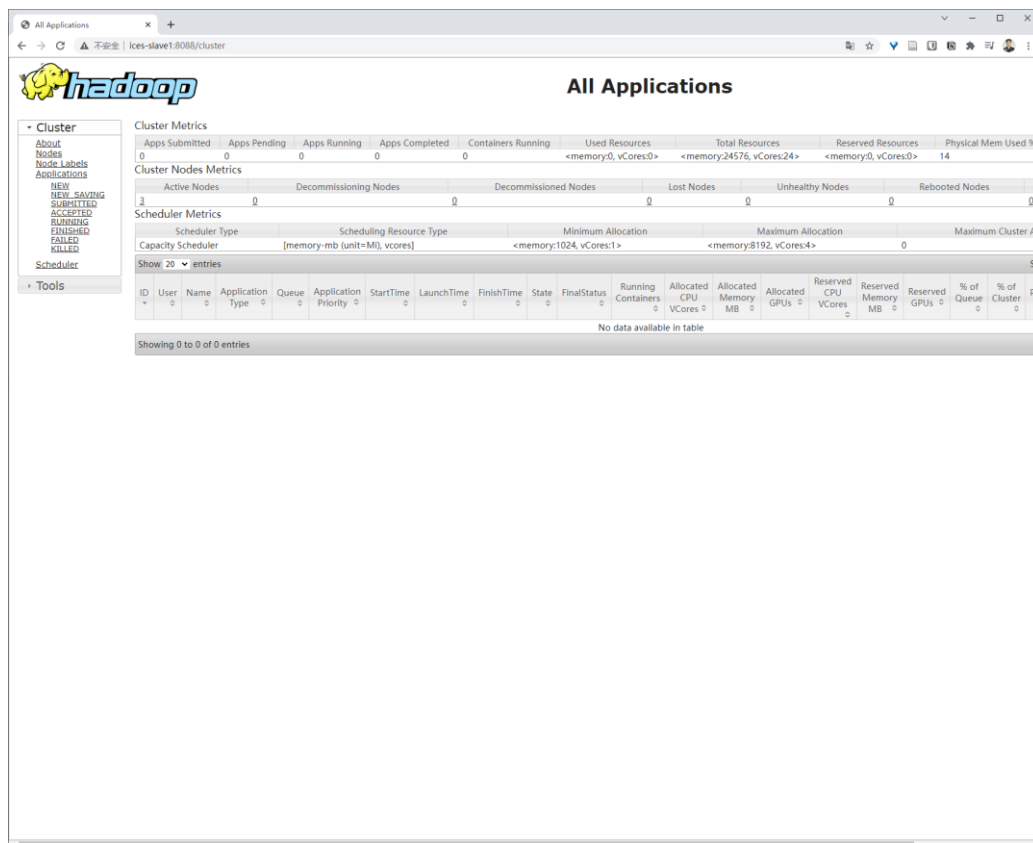 All Applications
不安全 | ices-slave1:8088/cluster
hadoop
All Applications
Cluster
About
Nodes
Node Labels
Applications
NEW
NEW_SAVING
SUBMITTED
ACCEPTED
RUNNING
FINISHED
FAILED
KILLED
Scheduler
Tools
Cluster Metrics
Apps Submitted Apps Pending Apps Running Apps Completed Containers Running Used Resources Total Resources Reserved Resources Physical Mem Used %
0 0 0 0 0 <memory:0, vCores:0> <memory:24576, vCores:24> <memory:0, vCores:0> 14
Cluster Nodes Metrics
Active Nodes Decommissioning Nodes Decommissioned Nodes Lost Nodes Unhealthy Nodes Rebooted Nodes
3 0 0 0 0 0 0
Scheduler Metrics
Scheduler Type Scheduling Resource Type Minimum Allocation Maximum Allocation Maximum Cluster A
Capacity Scheduler [memory-mb (unit=Mi), vcores] <memory:1024, vCores:1> <memory:8192, vCores:4> 0
Show 20 entries S
ID User Name Application Type Queue Application Priority StartTime LaunchTime FinishTime State FinalStatus Running Containers Allocated CPU VCores Allocated Memory MB Allocated GPUs Reserved CPU VCores Reserved Memory MB Reserved GPUs % of Queue % of Cluster
No data available in table
Showing 0 to 0 of 0 entries